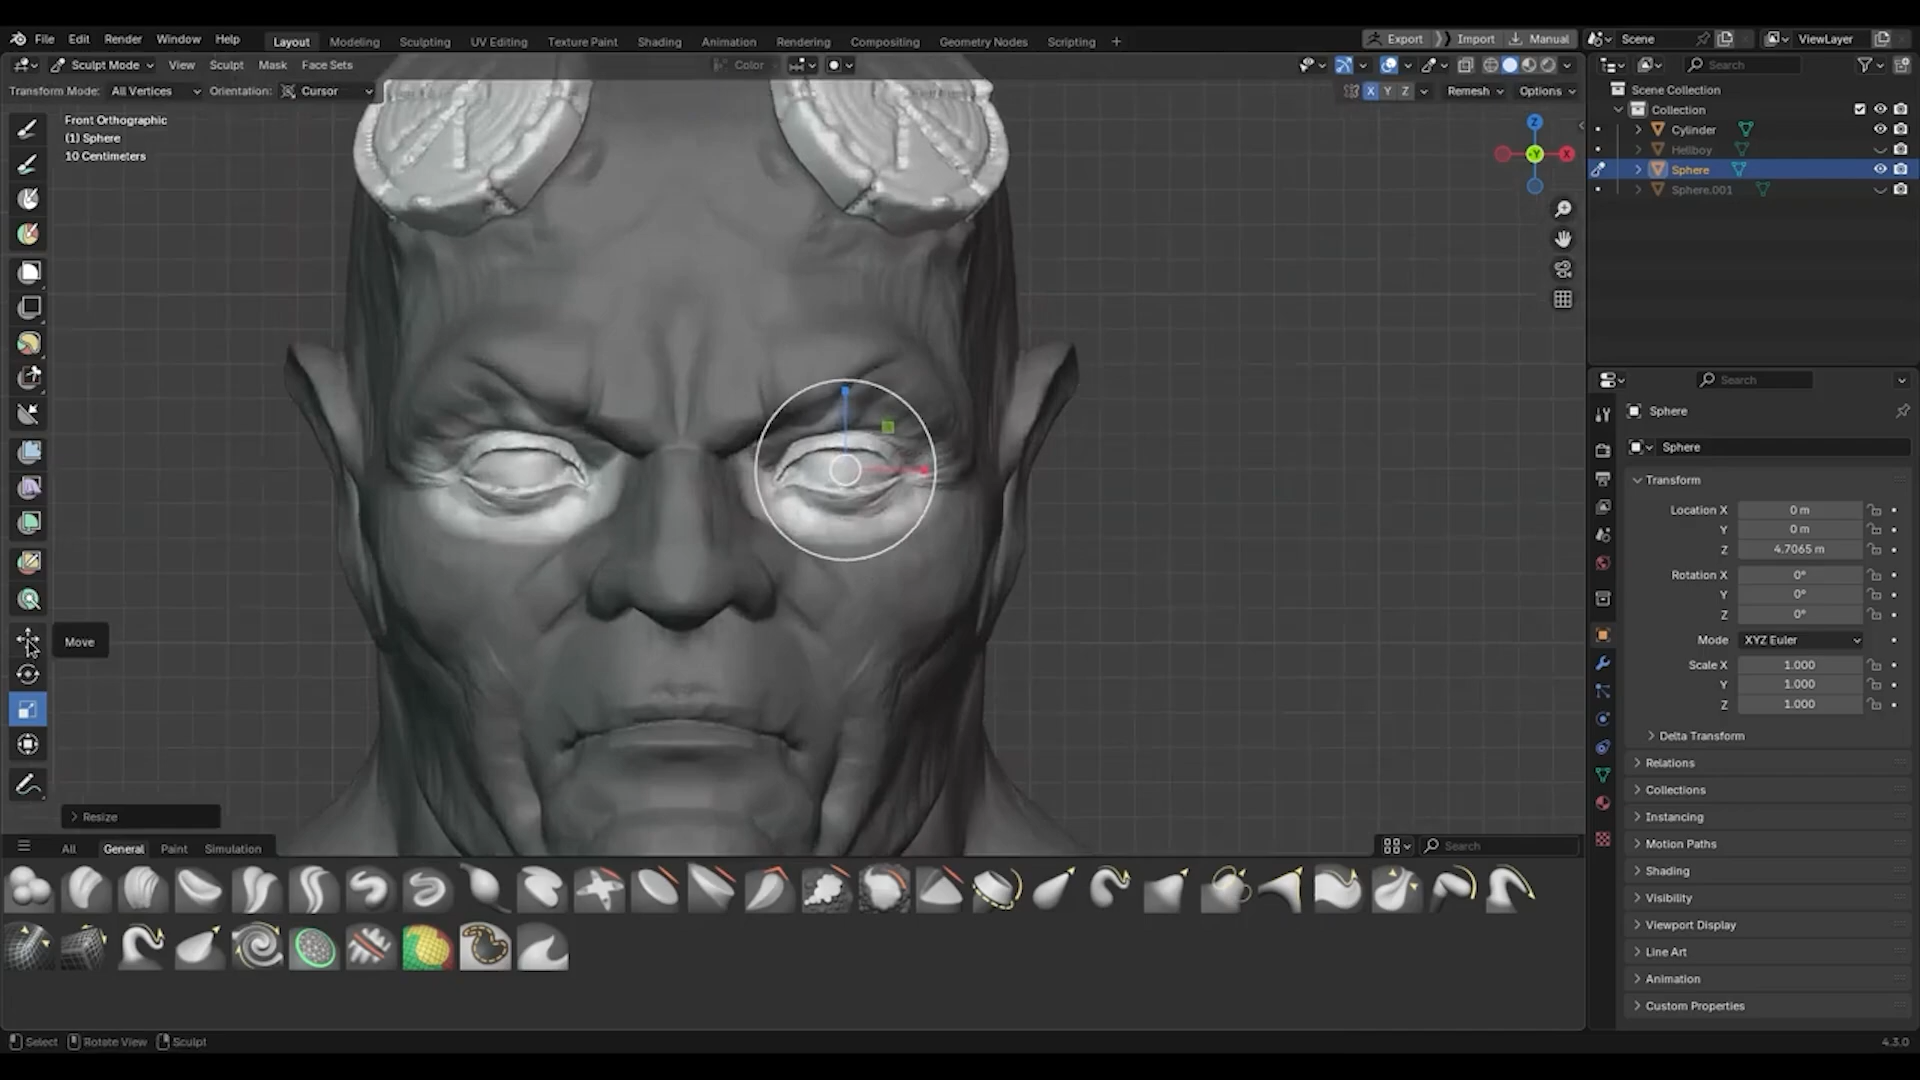 File Edit Render Window Help Layout Modeling Sculpting UV Editing Texture Paint Shading Animation Rendering Compositing Geometry Nodes Scripting + Export Import Manual Scene ViewLayer
Sculpt Mode View Sculpt Mask Face Sets Color Search
Transform Mode: All Vertices Orientation: Cursor X Y Z Remesh Options
Front Orthographic
(1) Sphere
10 Centimeters
Z
-Y
X
Move
Resize
Scene Collection
Collection
Cylinder
Hellboy
Sphere
Sphere.001
Search
Sphere
Sphere
Transform
Location X 0 m
Y 0 m
Z 4.7065 m
Rotation X 0°
Y 0°
Z 0°
Mode XYZ Euler
Scale X 1.000
Y 1.000
Z 1.000
Delta Transform
Relations
Collections
Instancing
Motion Paths
Shading
Visibility
Viewport Display
Line Art
Animation
Custom Properties
All General Paint Simulation Search
Select Rotate View Sculpt 4.3.0